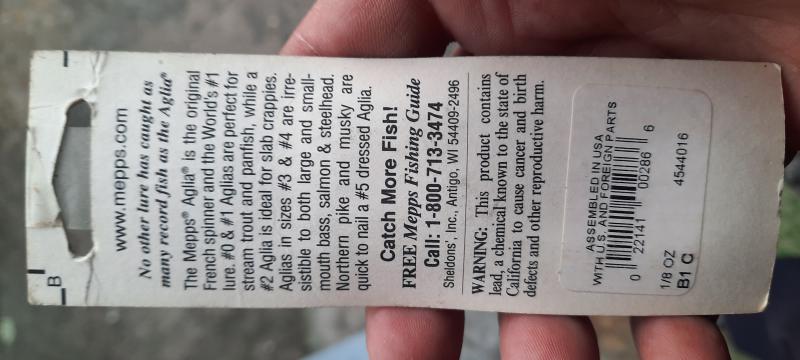 B
www.mepps.com
No other lure has caught as
many record fish as the Aglia®
The Mepps® Aglia® is the original
French spinner and the World's #1
lure. #0 & #1 Aglias are perfect for
stream trout and panfish, while a
#2 Aglia is ideal for slab crappies.
Aglias in sizes #3 & #4 are irre-
sistible to both large and small-
mouth bass, salmon & steelhead.
Northern pike and musky are
quick to nail a #5 dressed Aglia.
Catch More Fish!
FREE Mepps Fishing Guide
Call: 1-800-713-3474
Sheldons', Inc., Antigo, WI 54409-2496
WARNING: This product contains
lead, a chemical known to the state of
California to cause cancer and birth
defects and other reproductive harm.
ASSEMBLED IN USA
WITH U.S. AND FOREIGN PARTS
0 22141 00286 6
1/8 OZ 4544016
B1 C